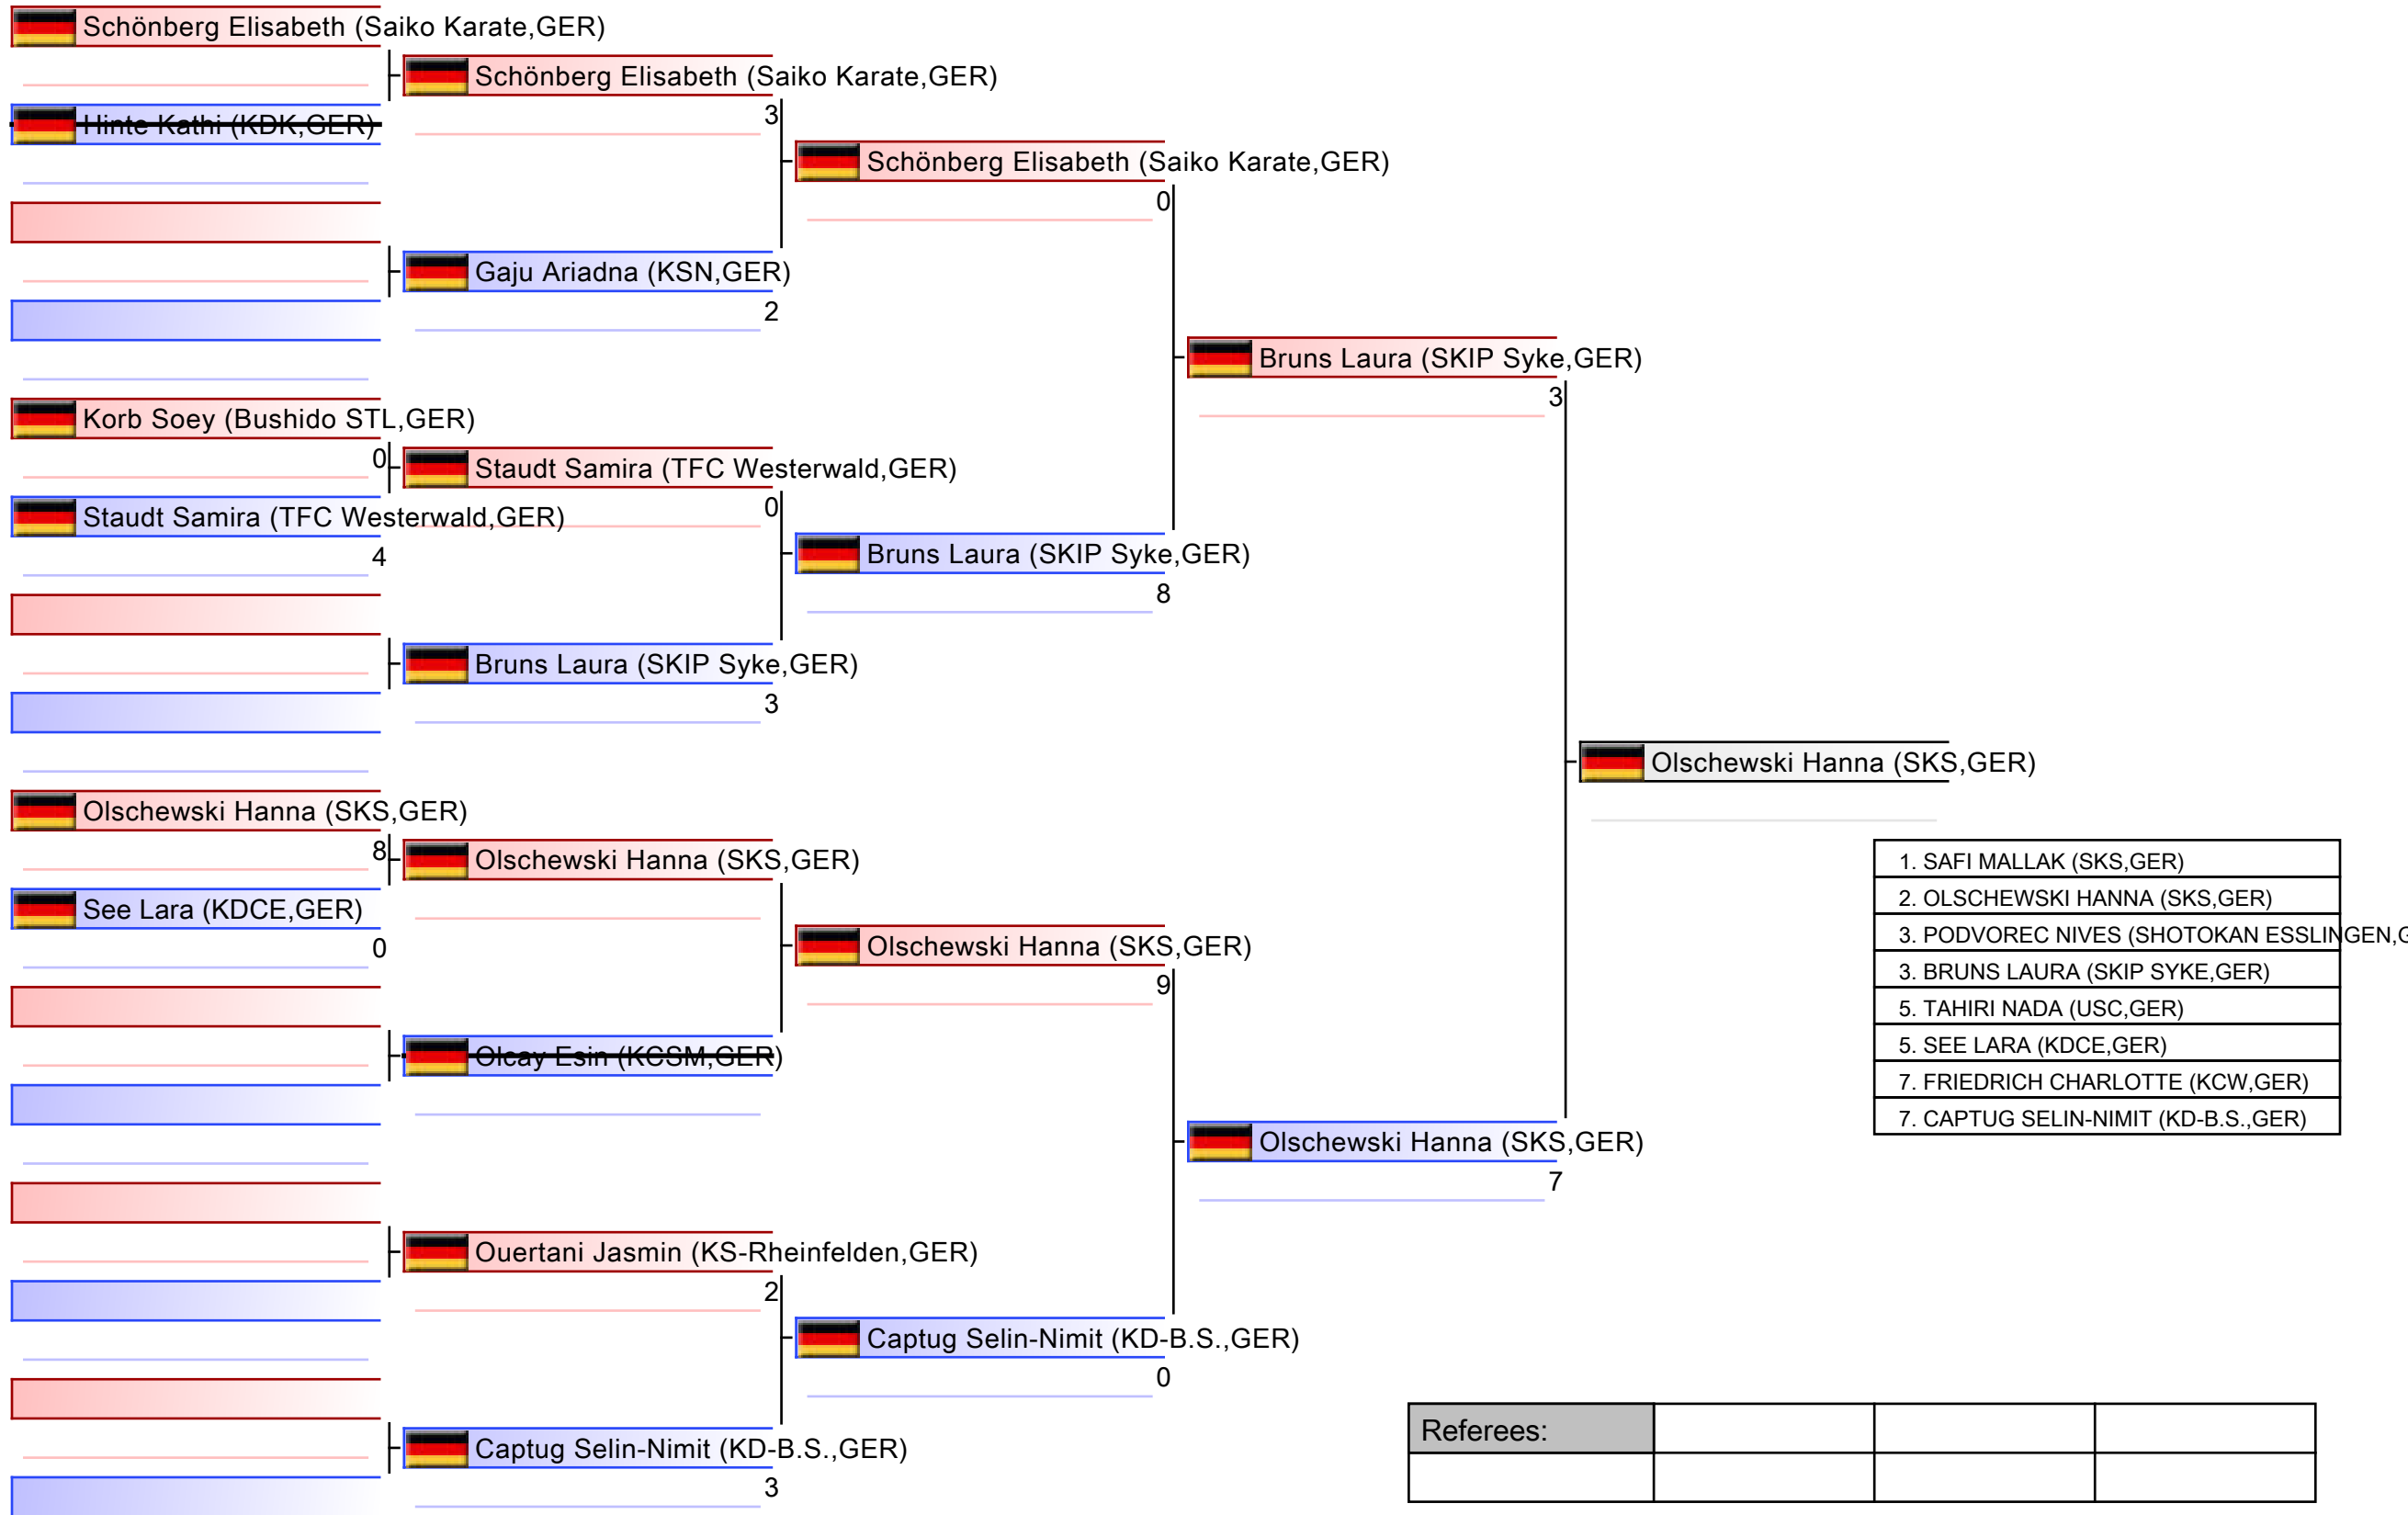 Schönberg Elisabeth (Saiko Karate,GER)
Schönberg Elisabeth (Saiko Karate,GER)
3
Hinte Kathi (KDK,GER)
Schönberg Elisabeth (Saiko Karate,GER)
0
Gaju Ariadna (KSN,GER)
2
Bruns Laura (SKIP Syke,GER)
3
Korb Soey (Bushido STL,GER)
0
Staudt Samira (TFC Westerwald,GER)
0
Staudt Samira (TFC Westerwald,GER)
4
Bruns Laura (SKIP Syke,GER)
8
Bruns Laura (SKIP Syke,GER)
3
Olschewski Hanna (SKS,GER)
Olschewski Hanna (SKS,GER)
8
Olschewski Hanna (SKS,GER)
See Lara (KDCE,GER)
0
Olschewski Hanna (SKS,GER)
9
Olcay Esin (KCSM,GER)
Olschewski Hanna (SKS,GER)
7
Ouertani Jasmin (KS-Rheinfelden,GER)
2
Captug Selin-Nimit (KD-B.S.,GER)
0
Captug Selin-Nimit (KD-B.S.,GER)
3
1. SAFI MALLAK (SKS,GER)
2. OLSCHEWSKI HANNA (SKS,GER)
3. PODVOREC NIVES (SHOTOKAN ESSLINGEN,G
3. BRUNS LAURA (SKIP SYKE,GER)
5. TAHIRI NADA (USC,GER)
5. SEE LARA (KDCE,GER)
7. FRIEDRICH CHARLOTTE (KCW,GER)
7. CAPTUG SELIN-NIMIT (KD-B.S.,GER)
Referees: